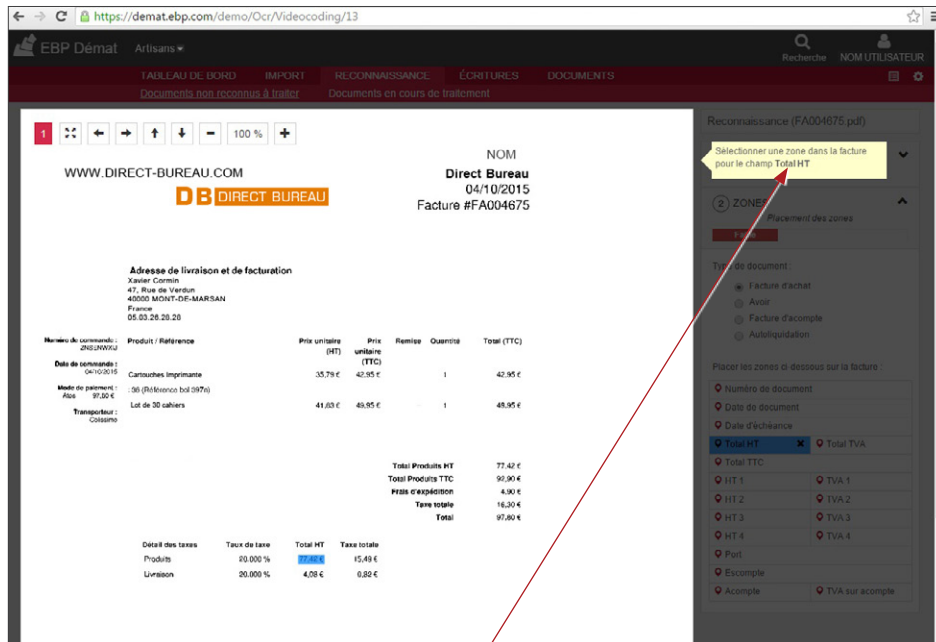 https://demat.ebp.com/demo/Ocr/Videocoding/13
EBP Démat Artisans
Recherche NOM UTILISATEUR
TABLEAU DE BORD IMPORT RECONNAISSANCE ÉCRITURES DOCUMENTS
Documents non reconnus à traiter Documents en cours de traitement
1 100 %
NOM
WWW.DIRECT-BUREAU.COM
Direct Bureau
DB DIRECT BUREAU
04/10/2015
Facture #FA004675
Adresse de livraison et de facturation
Xavier Cormin
47, Rue de Verdun
40000 MONT-DE-MARSAN
France
05.03.26.28.28
Numéro de commande :
Date de commande :
04/10/2015
Mode de paiement :
97,80 €
Transporteur :
Colissimo
Produit / Référence Prix unitaire (HT) Prix unitaire (TTC) Remise Quantité Total (TTC)
Cartouches Imprimante 35,79 € 42,95 € 1 42,95 €
Lot de 30 cahiers 41,63 € 49,95 € 1 49,95 €
Total Produits HT 77,42 €
Total Produits TTC 92,90 €
Frais d'expédition 4,90 €
Taxe totale 16,30 €
Total 97,80 €
Détail des taxes Taux de taxe Total HT Taxe totale
Produits 20.000 % 77,42 € 15,49 €
Livraison 20.000 % 4,08 € 0,82 €
Reconnaissance (FA004675.pdf)
Sélectionner une zone dans la facture
pour le champ Total HT
2 ZONES
Placement des zones
Type de document :
Facture d'achat
Avoir
Facture d'acompte
Autoliquidation
Placer les zones ci dessous sur la facture :
Numéro de document
Date de document
Date d'échéance
Total HT Total TVA
Total TTC
HT 1 TVA 1
HT 2 TVA 2
HT 3 TVA 3
HT 4 TVA 4
Port
Escompte
Acompte TVA sur acompte